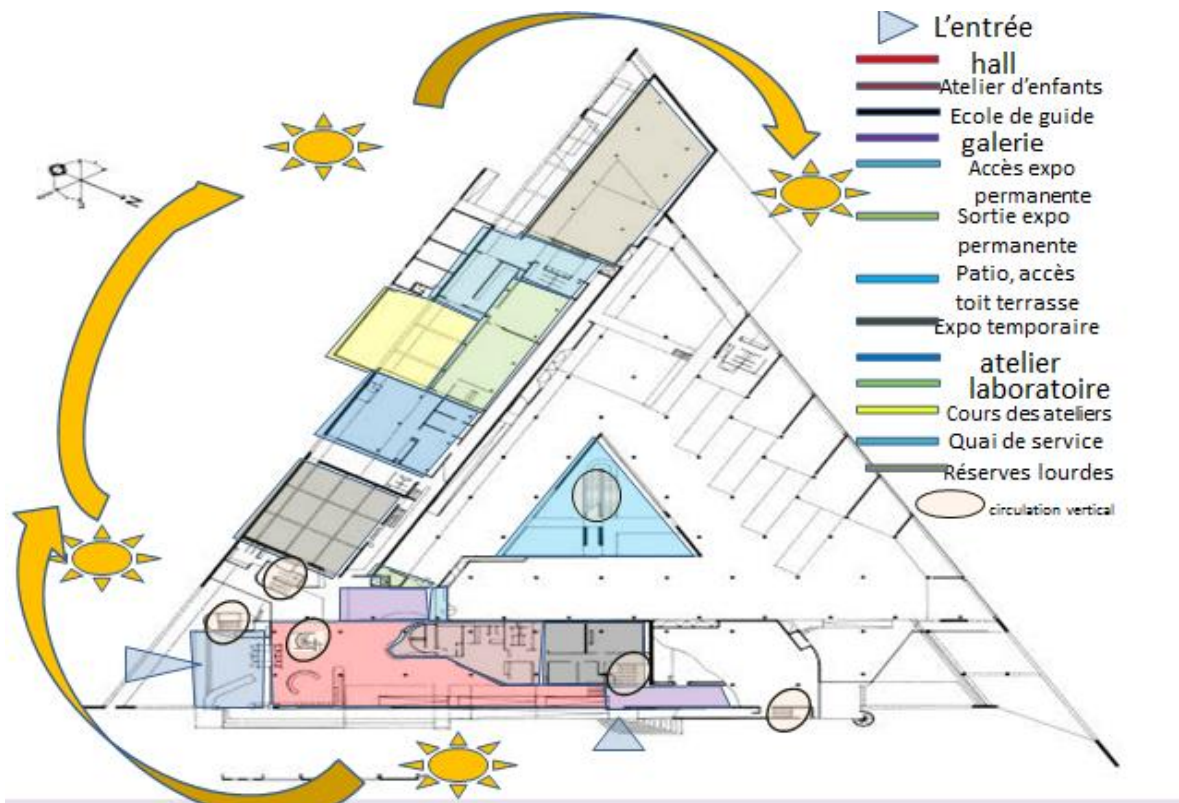 L'entrée
hall
Atelier d'enfants
Ecole de guide
galerie
Accès expo
permanente
Sortie expo
permanente
Patio, accès
toit terrasse
Expo temporaire
atelier
laboratoire
Cours des ateliers
Quai de service
Réserves lourdes
circulation vertical
N